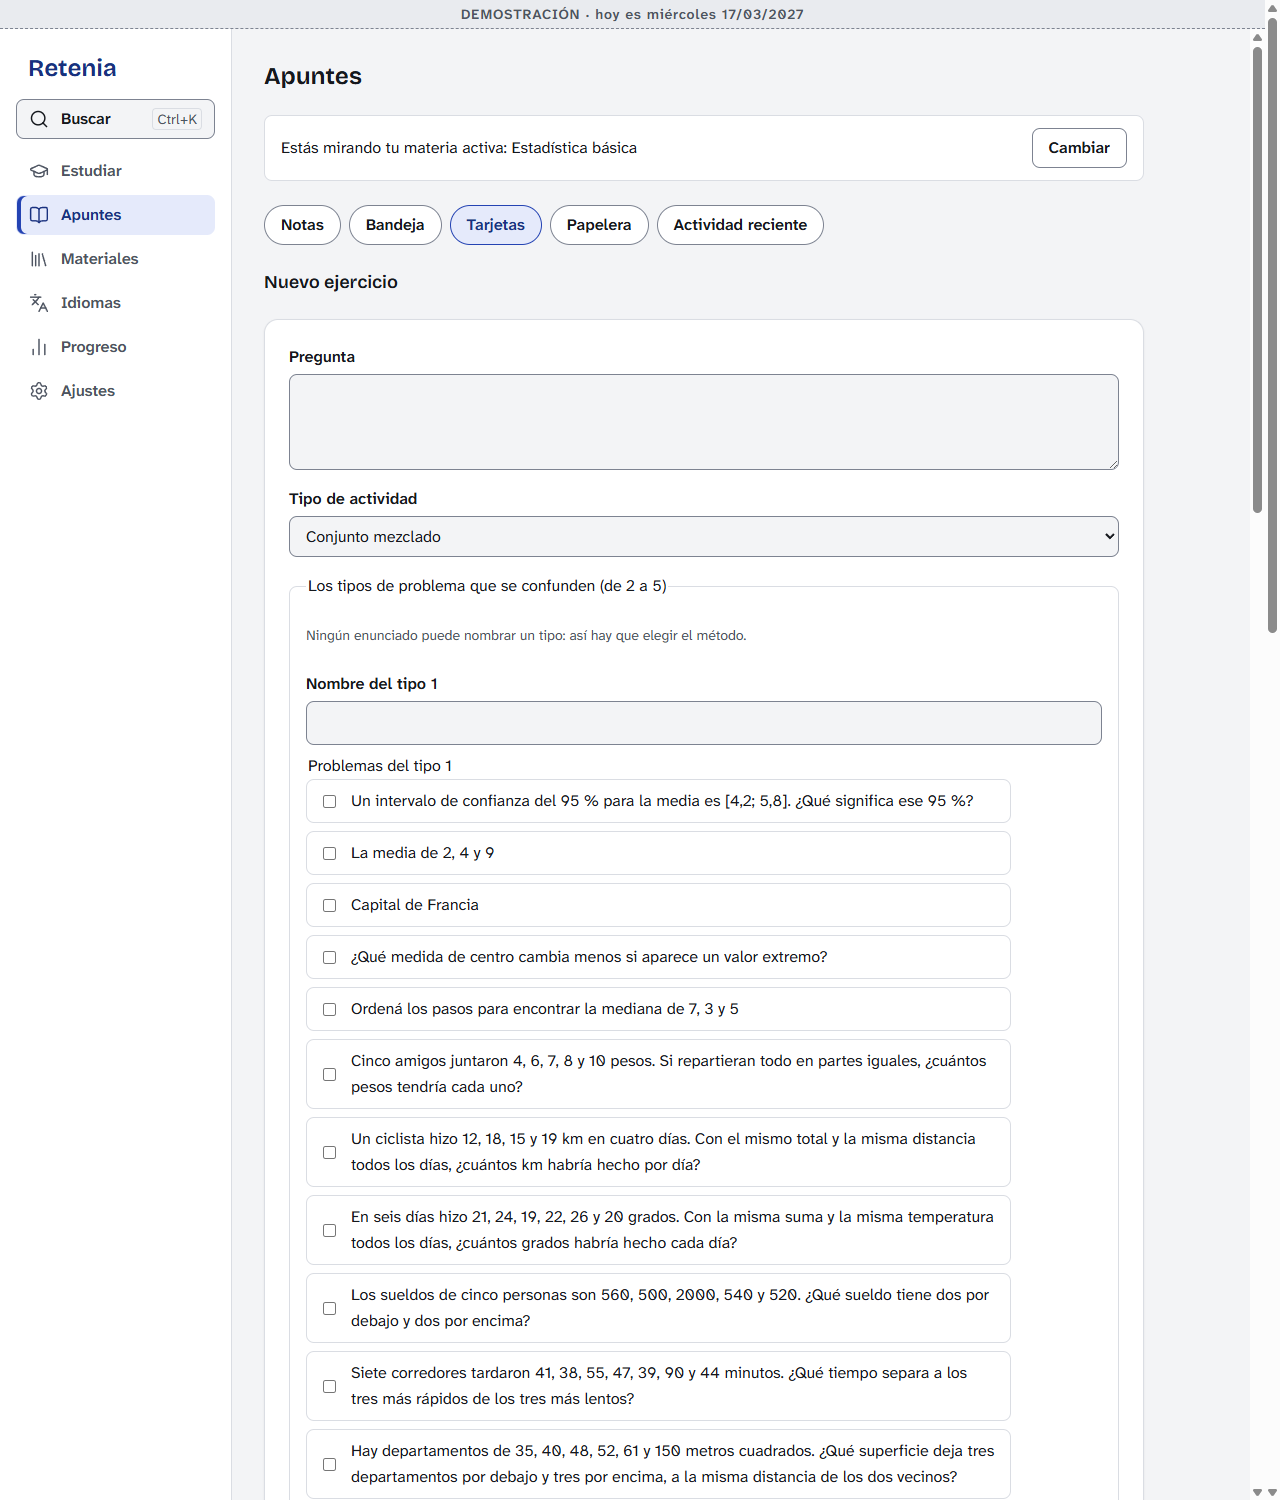 DEMOSTRACIÓN · hoy es miércoles 17/03/2027
Retenia
Buscar Ctrl+K
Estudiar
Apuntes
Materiales
Idiomas
Progreso
Ajustes
Apuntes
Estás mirando tu materia activa: Estadística básica
Cambiar
Notas
Bandeja
Tarjetas
Papelera
Actividad reciente
Nuevo ejercicio
Pregunta
Tipo de actividad
Conjunto mezclado
Los tipos de problema que se confunden (de 2 a 5)
Ningún enunciado puede nombrar un tipo: así hay que elegir el método.
Nombre del tipo 1
Problemas del tipo 1
Un intervalo de confianza del 95 % para la media es [4,2; 5,8]. ¿Qué significa ese 95 %?
La media de 2, 4 y 9
Capital de Francia
¿Qué medida de centro cambia menos si aparece un valor extremo?
Ordená los pasos para encontrar la mediana de 7, 3 y 5
Cinco amigos juntaron 4, 6, 7, 8 y 10 pesos. Si repartieran todo en partes iguales, ¿cuántos
pesos tendría cada uno?
Un ciclista hizo 12, 18, 15 y 19 km en cuatro días. Con el mismo total y la misma distancia
todos los días, ¿cuántos km habría hecho por día?
En seis días hizo 21, 24, 19, 22, 26 y 20 grados. Con la misma suma y la misma temperatura
todos los días, ¿cuántos grados habría hecho cada día?
Los sueldos de cinco personas son 560, 500, 2000, 540 y 520. ¿Qué sueldo tiene dos por
debajo y dos por encima?
Siete corredores tardaron 41, 38, 55, 47, 39, 90 y 44 minutos. ¿Qué tiempo separa a los
tres más rápidos de los tres más lentos?
Hay departamentos de 35, 40, 48, 52, 61 y 150 metros cuadrados. ¿Qué superficie deja tres
departamentos por debajo y tres por encima, a la misma distancia de los dos vecinos?